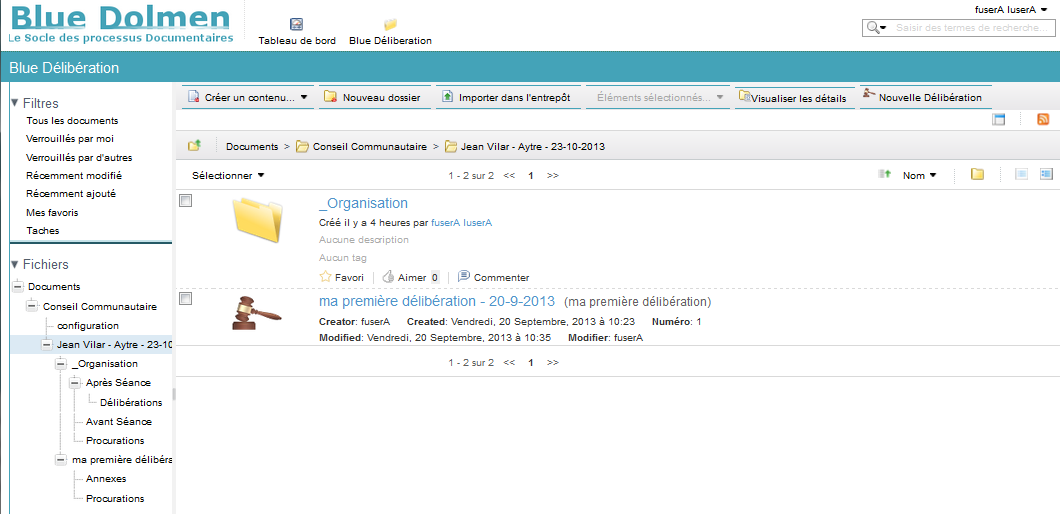 Blue Dolmen
Le Socle des processus Documentaires
Tableau de bord
Blue Déliberation
fuserA luserA
Saisir des termes de recherche...
Blue Délibération
Filtres
Tous les documents
Verrouillés par moi
Verrouillés par d'autres
Récemment modifié
Récemment ajouté
Mes favoris
Taches
Fichiers
Documents
Conseil Communautaire
configuration
Jean Vilar - Aytre - 23-10
_Organisation
Après Séance
Délibérations
Avant Séance
Procurations
ma première délibéra
Annexes
Procurations
Créer un contenu...
Nouveau dossier
Importer dans l'entrepôt
Éléments sélectionnés...
Visualiser les détails
Nouvelle Délibération
Documents > Conseil Communautaire > Jean Vilar - Aytre - 23-10-2013
Sélectionner
1 - 2 sur 2 << 1 >>
Nom
_Organisation
Créé il y a 4 heures par fuserA luserA
Aucune description
Aucun tag
Favori Aimer 0 Commenter
ma première délibération - 20-9-2013 (ma première délibération)
Creator: fuserA Created: Vendredi, 20 Septembre, 2013 à 10:23 Numéro: 1
Modified: Vendredi, 20 Septembre, 2013 à 10:35 Modifier: fuserA
1 - 2 sur 2 << 1 >>